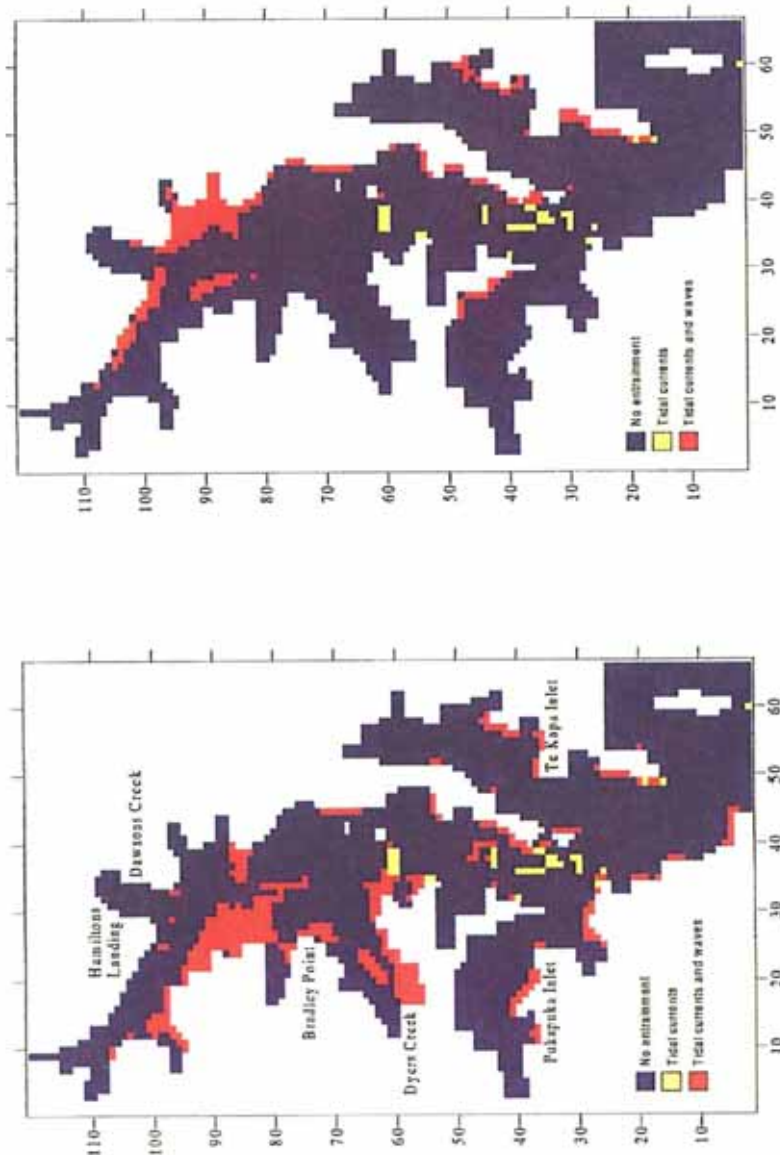 110
100
90
80
70
60
50
40
30
20
10
10
20
30
40
50
60
No entrainment
Tidal currents
Tidal currents and waves
110
100
90
80
70
60
50
40
30
20
10
10
20
30
40
50
60
Hamiltons
Landing
Dawsons Creek
Bradley Point
Dyers Creek
Pukapuka Inlet
Te Kapa Inlet
No entrainment
Tidal currents
Tidal currents and waves